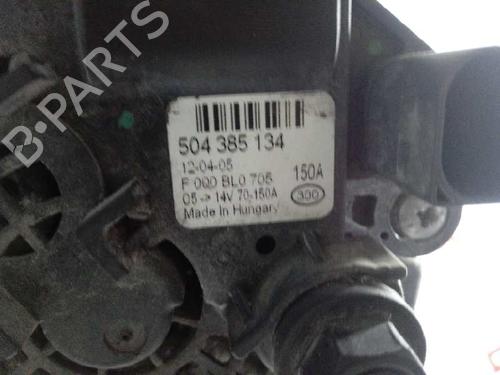 B-PARTS
504 385 134
12-04-05
F 000 BL0 705 150A
05 -> 14V 70-150A 300
Made In Hungary